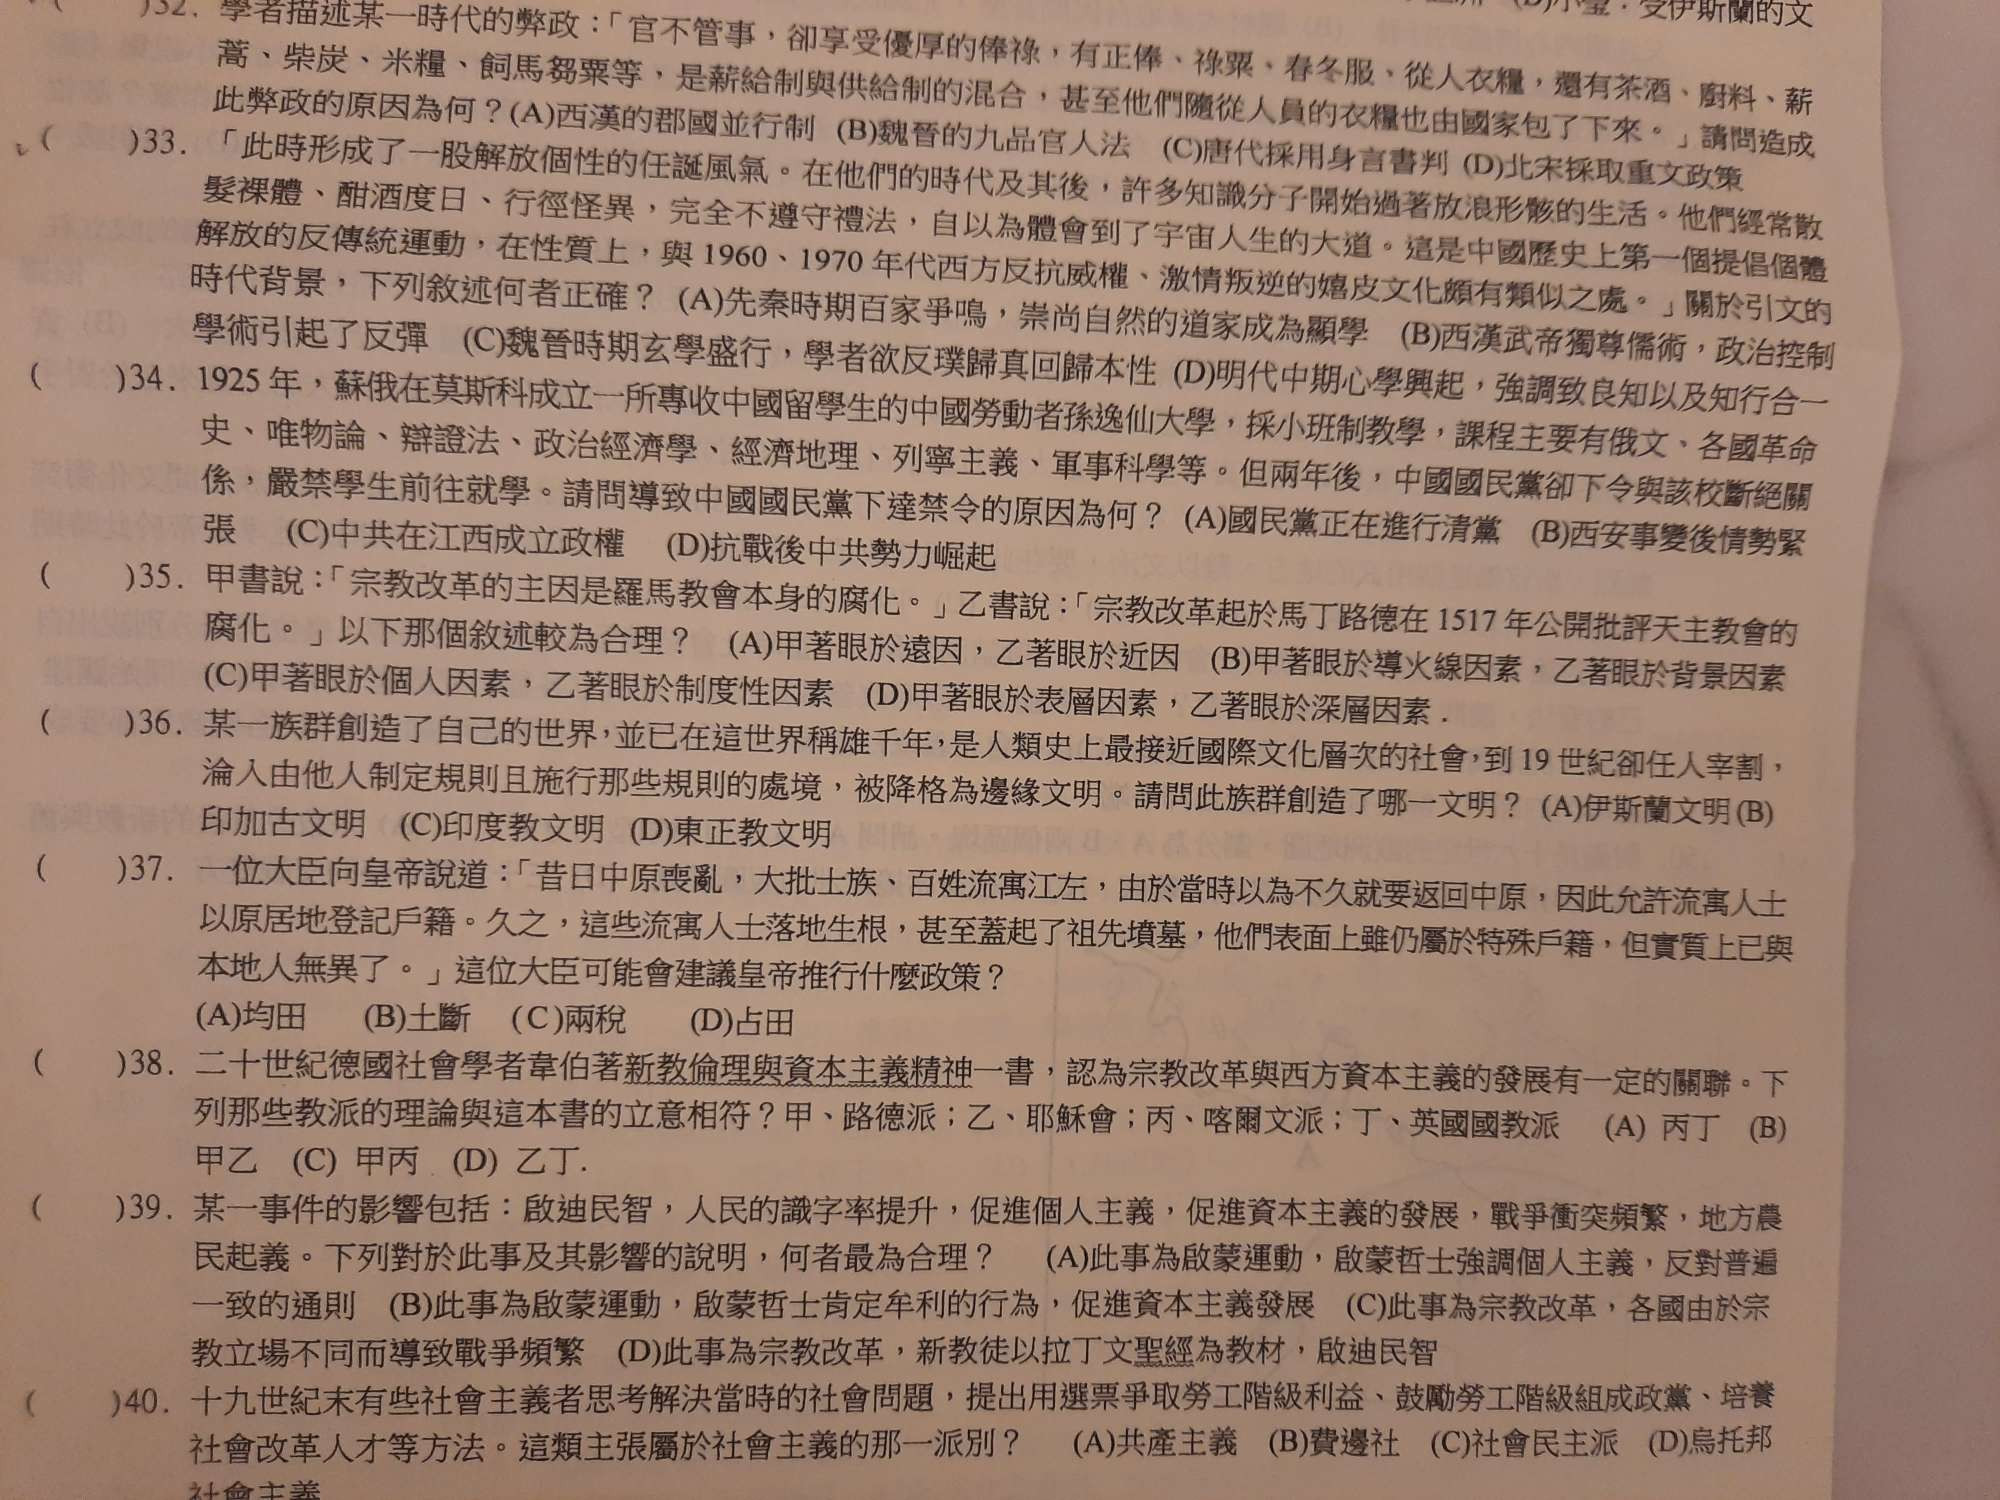 (D)小瑩：受伊斯蘭的文
( )32. 學者描述某一時代的弊政：「官不管事，卻享受優厚的俸祿，有正俸、祿粟、春冬服、從人衣糧，還有茶酒、廚料、薪
蒿、柴炭、米糧、飼馬芻粟等，是薪給制與供給制的混合，甚至他們隨從人員的衣糧也由國家包了下來。」請問造成
此弊政的原因為何？(A)西漢的郡國並行制 (B)魏晉的九品官人法 (C)唐代採用身言書判 (D)北宋採取重文政策
( )33. 「此時形成了一股解放個性的任誕風氣。在他們的時代及其後，許多知識分子開始過著放浪形骸的生活。他們經常散
髮裸體、酣酒度日、行徑怪異，完全不遵守禮法，自以為體會到了宇宙人生的大道。這是中國歷史上第一個提倡個體
解放的反傳統運動，在性質上，與 1960、1970 年代西方反抗威權、激情叛逆的嬉皮文化頗有類似之處。」關於引文的
時代背景，下列敘述何者正確？ (A)先秦時期百家爭鳴，崇尚自然的道家成為顯學 (B)西漢武帝獨尊儒術，政治控制
學術引起了反彈 (C)魏晉時期玄學盛行，學者欲反璞歸真回歸本性 (D)明代中期心學興起，強調致良知以及知行合一
( )34. 1925 年，蘇俄在莫斯科成立一所專收中國留學生的中國勞動者孫逸仙大學，採小班制教學，課程主要有俄文、各國革命
史、唯物論、辯證法、政治經濟學、經濟地理、列寧主義、軍事科學等。但兩年後，中國國民黨卻下令與該校斷絕關
係，嚴禁學生前往就學。請問導致中國國民黨下達禁令的原因為何？ (A)國民黨正在進行清黨 (B)西安事變後情勢緊
張 (C)中共在江西成立政權 (D)抗戰後中共勢力崛起
( )35. 甲書說：「宗教改革的主因是羅馬教會本身的腐化。」乙書說：「宗教改革起於馬丁路德在 1517 年公開批評天主教會的
腐化。」以下那個敘述較為合理？ (A)甲著眼於遠因，乙著眼於近因 (B)甲著眼於導火線因素，乙著眼於背景因素
(C)甲著眼於個人因素，乙著眼於制度性因素 (D)甲著眼於表層因素，乙著眼於深層因素.
( )36. 某一族群創造了自己的世界，並已在這世界稱雄千年，是人類史上最接近國際文化層次的社會，到 19 世紀卻任人宰割，
淪入由他人制定規則且施行那些規則的處境，被降格為邊緣文明。請問此族群創造了哪一文明？ (A)伊斯蘭文明 (B)
印加古文明 (C)印度教文明 (D)東正教文明
( )37. 一位大臣向皇帝說道：「昔日中原喪亂，大批士族、百姓流寓江左，由於當時以為不久就要返回中原，因此允許流寓人士
以原居地登記戶籍。久之，這些流寓人士落地生根，甚至蓋起了祖先墳墓，他們表面上雖仍屬於特殊戶籍，但實質上已與
本地人無異了。」這位大臣可能會建議皇帝推行什麼政策？
(A)均田 (B)土斷 (C)兩稅 (D)占田
( )38. 二十世紀德國社會學者韋伯著新教倫理與資本主義精神一書，認為宗教改革與西方資本主義的發展有一定的關聯。下
列那些教派的理論與這本書的立意相符？甲、路德派；乙、耶穌會；丙、喀爾文派；丁、英國國教派 (A) 丙丁 (B)
甲乙 (C) 甲丙 (D) 乙丁.
( )39. 某一事件的影響包括：啟迪民智，人民的識字率提升，促進個人主義，促進資本主義的發展，戰爭衝突頻繁，地方農
民起義。下列對於此事及其影響的說明，何者最為合理？ (A)此事為啟蒙運動，啟蒙哲士強調個人主義，反對普遍
一致的通則 (B)此事為啟蒙運動，啟蒙哲士肯定牟利的行為，促進資本主義發展 (C)此事為宗教改革，各國由於宗
教立場不同而導致戰爭頻繁 (D)此事為宗教改革，新教徒以拉丁文聖經為教材，啟迪民智
( )40. 十九世紀末有些社會主義者思考解決當時的社會問題，提出用選票爭取勞工階級利益、鼓勵勞工階級組成政黨、培養
社會改革人才等方法。這類主張屬於社會主義的那一派別？ (A)共產主義 (B)費邊社 (C)社會民主派 (D)烏托邦
社會主義